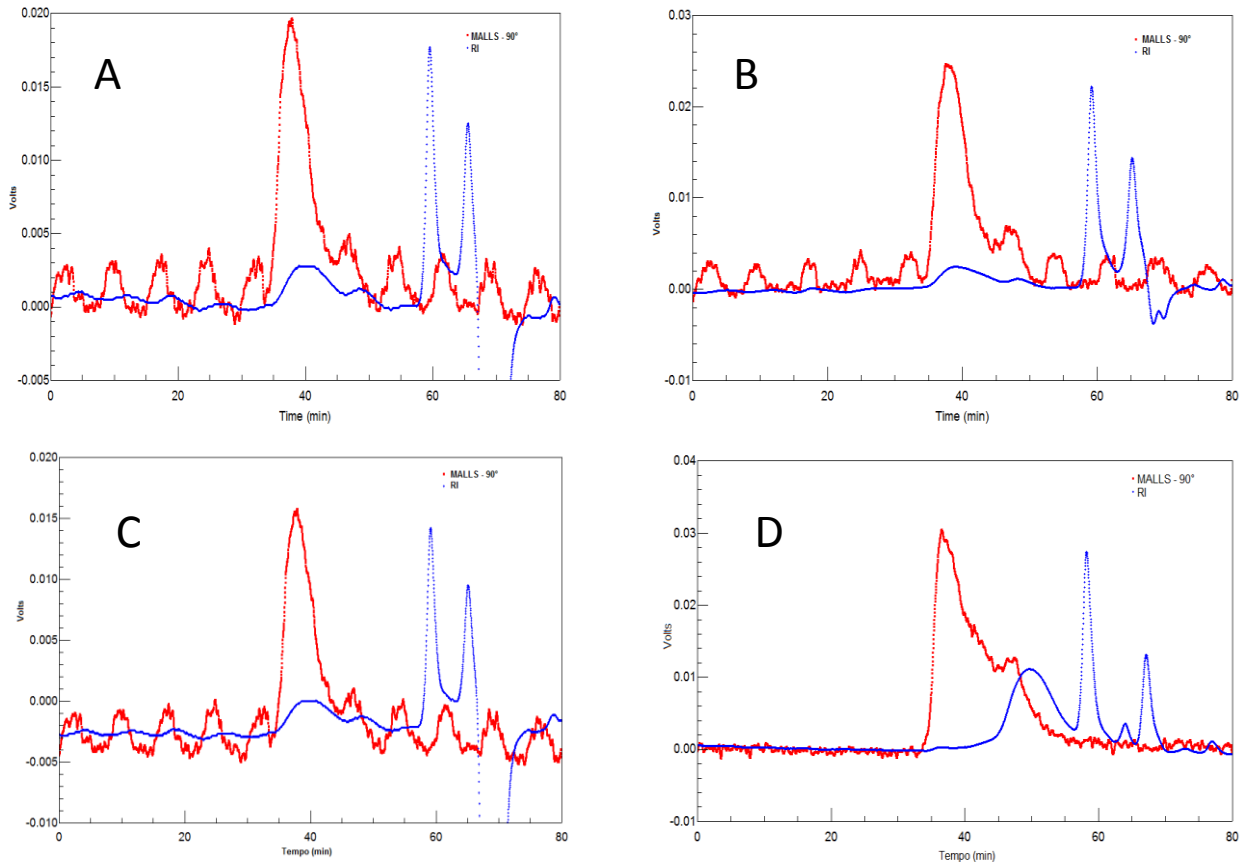 A
MALLS - 90°
RI
Volts
0.020
0.015
0.010
0.005
0.000
-0.005
0
20
40
60
80
Time (min)
B
MALLS - 90°
RI
Volts
0.03
0.02
0.01
0.00
-0.01
0
20
40
60
80
Time (min)
C
MALLS - 90°
RI
Volts
0.020
0.015
0.010
0.005
0.000
-0.005
-0.010
0
20
40
60
80
Tempo (min)
D
MALLS - 90°
RI
Volts
0.04
0.03
0.02
0.01
0.00
-0.01
0
20
40
60
80
Tempo (min)